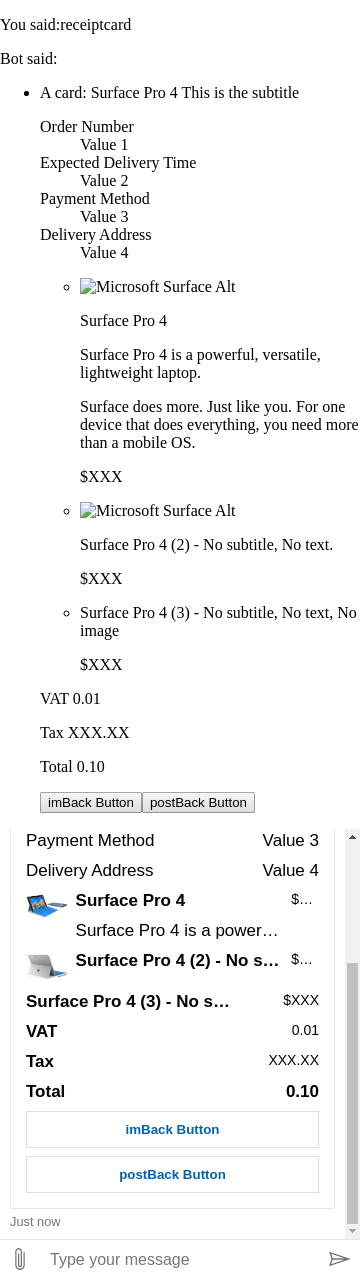 You said:receiptcard
Bot said:
A card: Surface Pro 4 This is the subtitle
Order Number
Value 1
Expected Delivery Time
Value 2
Payment Method
Value 3
Delivery Address
Value 4
Microsoft Surface Alt
Surface Pro 4
Surface Pro 4 is a powerful, versatile,
lightweight laptop.
Surface does more. Just like you. For one
device that does everything, you need more
than a mobile OS.
$XXX
Microsoft Surface Alt
Surface Pro 4 (2) - No subtitle, No text.
$XXX
Surface Pro 4 (3) - No subtitle, No text, No
image
$XXX
VAT 0.01
Tax XXX.XX
Total 0.10
imBack Button postBack Button
Payment Method Value 3
Delivery Address Value 4
Surface Pro 4 $…
Surface Pro 4 is a power…
Surface Pro 4 (2) - No s… $…
Surface Pro 4 (3) - No s… $XXX
VAT 0.01
Tax XXX.XX
Total 0.10
imBack Button
postBack Button
Just now
Type your message